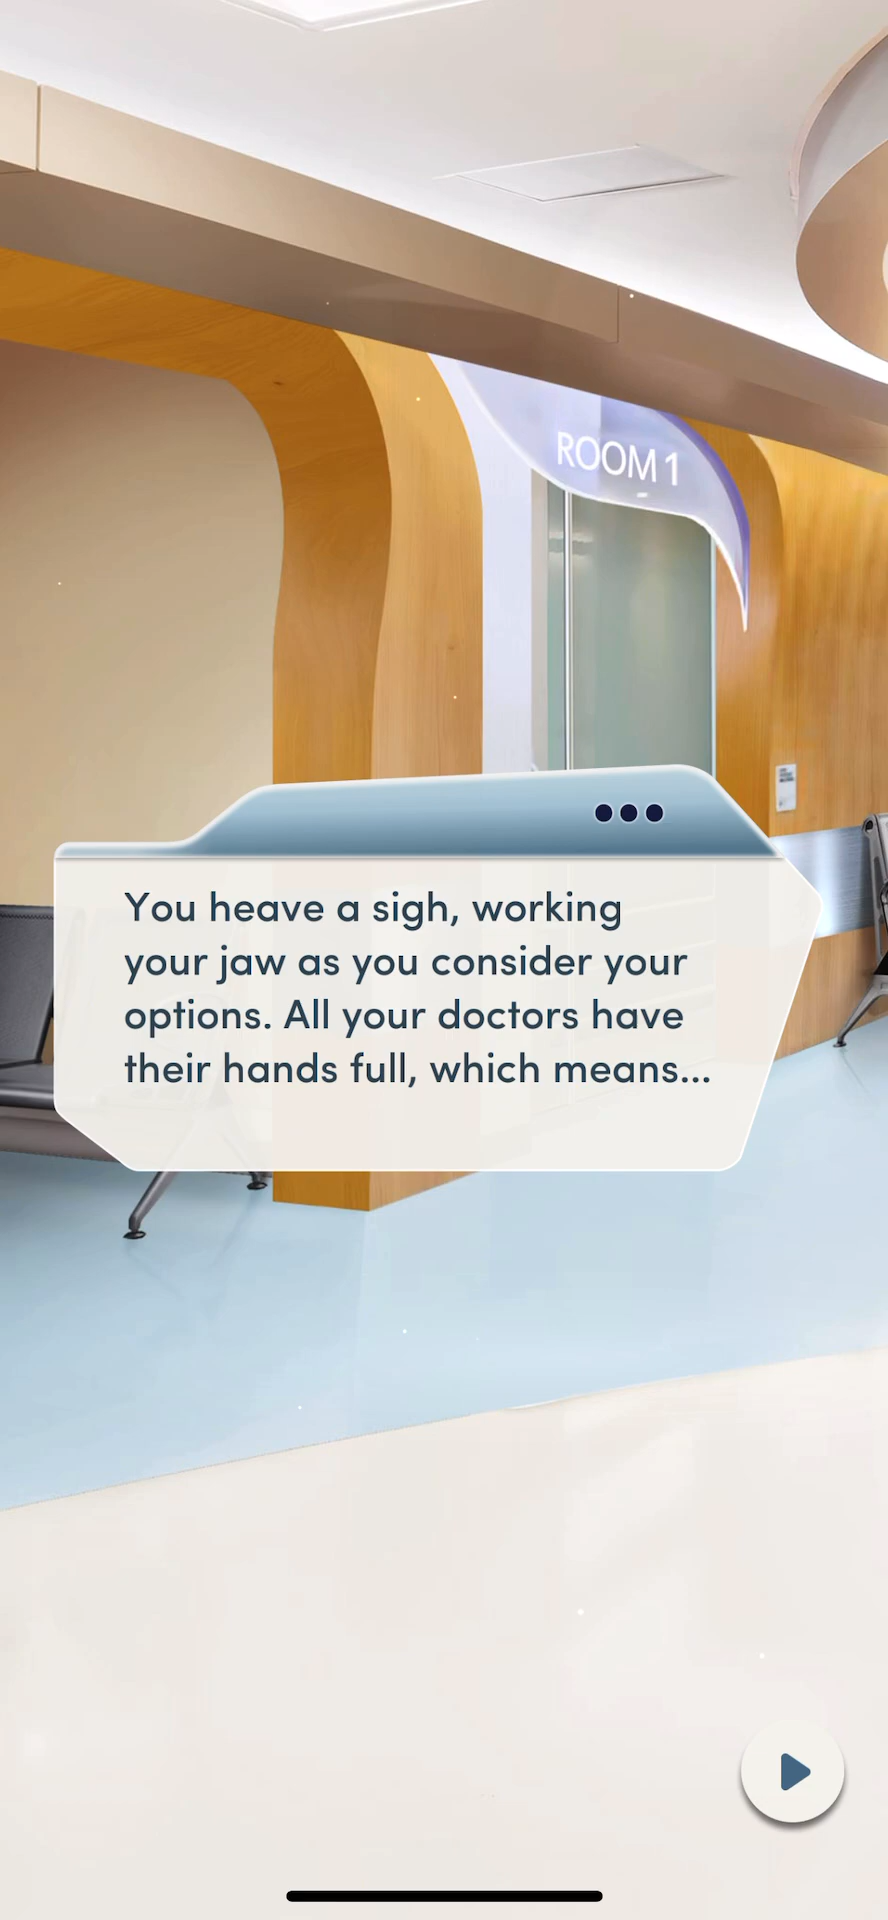 ROOM 1
You heave a sigh, working
your jaw as you consider your
options. All your doctors have
their hands full, which means...